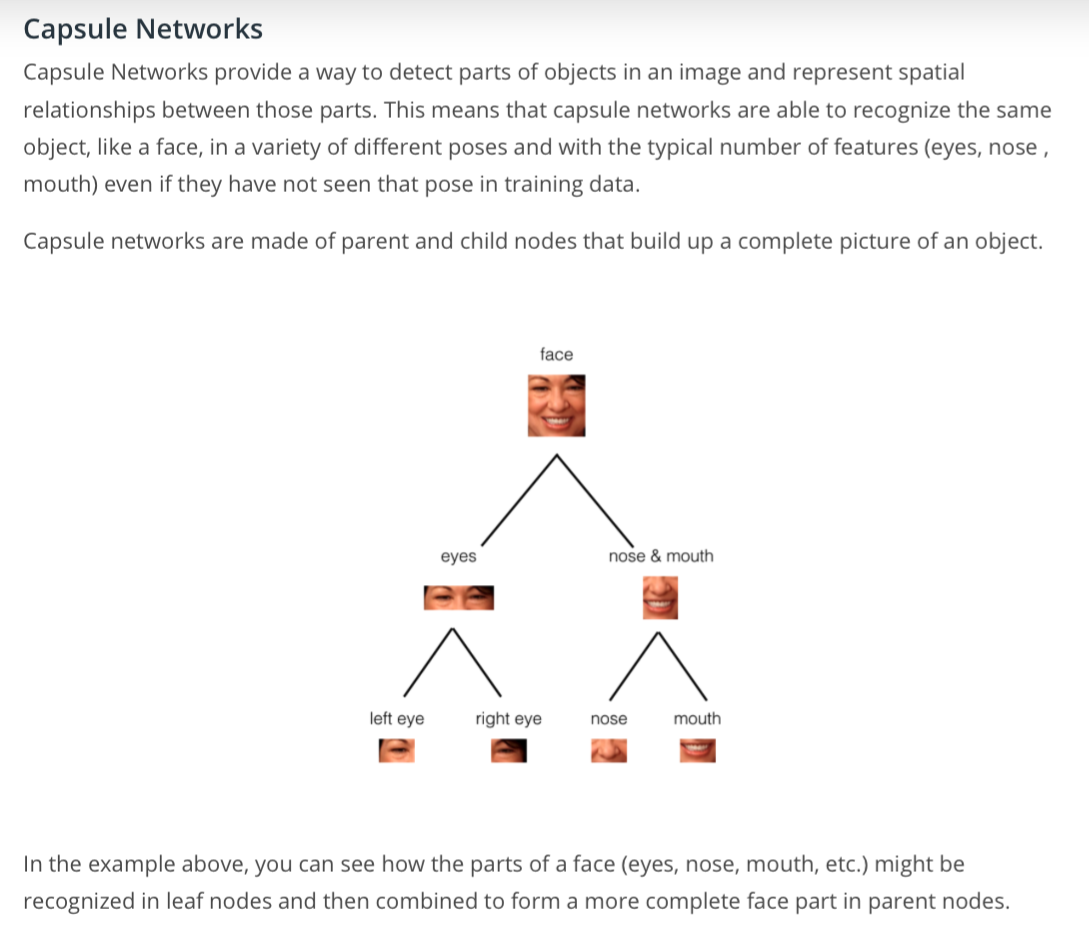 Capsule Networks
Capsule Networks provide a way to detect parts of objects in an image and represent spatial
relationships between those parts. This means that capsule networks are able to recognize the same
object, like a face, in a variety of different poses and with the typical number of features (eyes, nose ,
mouth) even if they have not seen that pose in training data.
Capsule networks are made of parent and child nodes that build up a complete picture of an object.
face
eyes
nose & mouth
left eye
right eye
nose
mouth
In the example above, you can see how the parts of a face (eyes, nose, mouth, etc.) might be
recognized in leaf nodes and then combined to form a more complete face part in parent nodes.